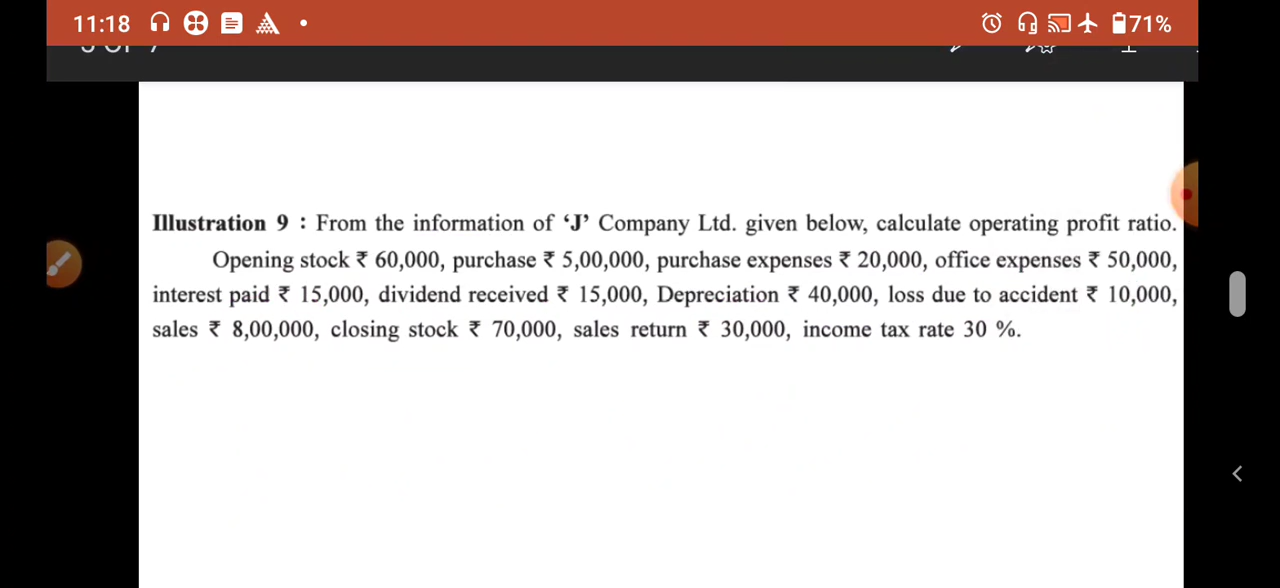 11:18 71%
Illustration 9 : From the information of ‘J’ Company Ltd. given below, calculate operating profit ratio.
Opening stock ₹ 60,000, purchase ₹ 5,00,000, purchase expenses ₹ 20,000, office expenses ₹ 50,000,
interest paid ₹ 15,000, dividend received ₹ 15,000, Depreciation ₹ 40,000, loss due to accident ₹ 10,000,
sales ₹ 8,00,000, closing stock ₹ 70,000, sales return ₹ 30,000, income tax rate 30 %.